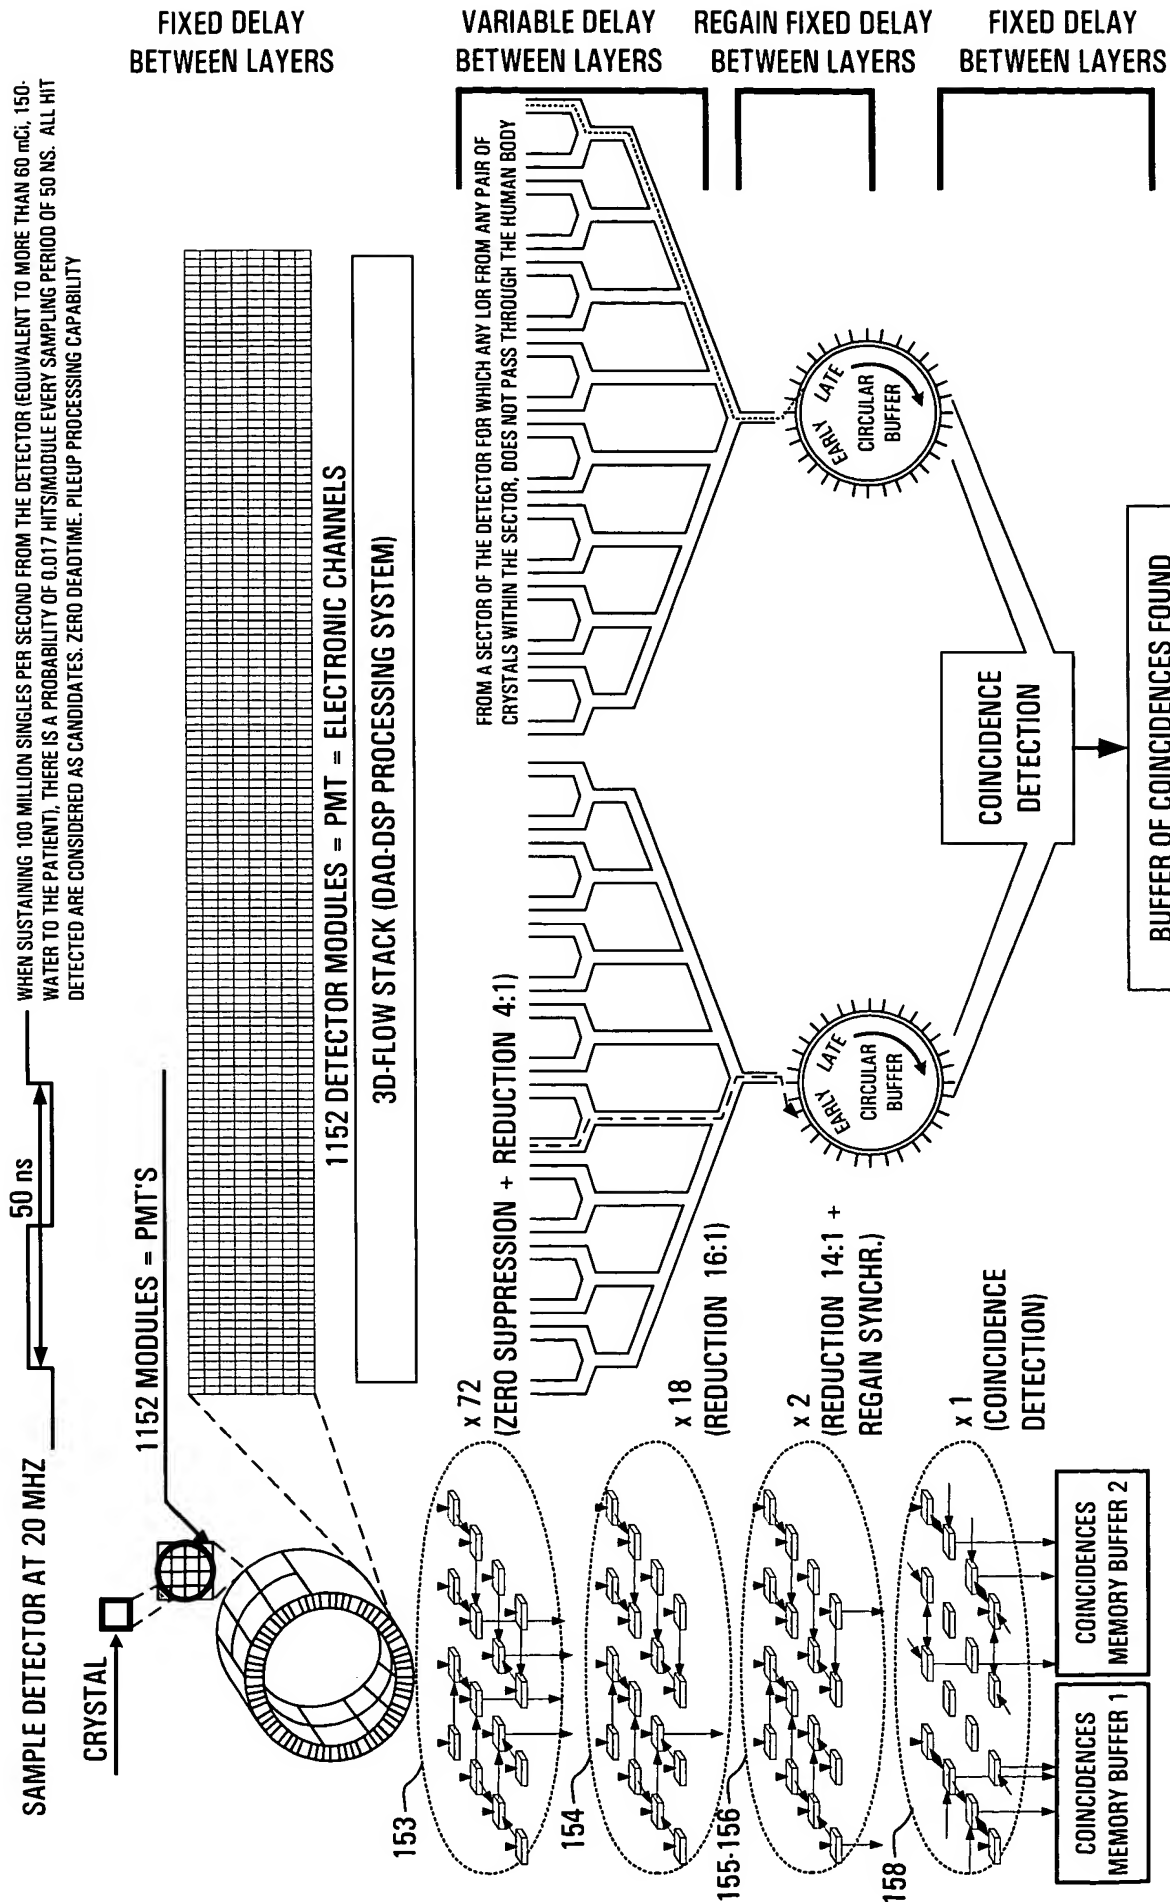 SAMPLE DETECTOR AT 20 MHZ
50 ns
WHEN SUSTAINING 100 MILLION SINGLES PER SECOND FROM THE DETECTOR (EQUIVALENT TO MORE THAN 60 mCi, 150-
WATER TO THE PATIENT), THERE IS A PROBABILITY OF 0.017 HITS/MODULE EVERY SAMPLING PERIOD OF 50 NS. ALL HIT
DETECTED ARE CONSIDERED AS CANDIDATES. ZERO DEADTIME. PILEUP PROCESSING CAPABILITY
CRYSTAL
1152 MODULES = PMT'S
FIXED DELAY
BETWEEN LAYERS
1152 DETECTOR MODULES = PMT = ELECTRONIC CHANNELS
3D-FLOW STACK (DAQ-DSP PROCESSING SYSTEM)
153
x 72
(ZERO SUPPRESSION + REDUCTION 4:1)
FROM A SECTOR OF THE DETECTOR FOR WHICH ANY LOR FROM ANY PAIR OF
CRYSTALS WITHIN THE SECTOR, DOES NOT PASS THROUGH THE HUMAN BODY
VARIABLE DELAY
BETWEEN LAYERS
154
x 18
(REDUCTION 16:1)
155-156
x 2
(REDUCTION 14:1 +
REGAIN SYNCHR.)
EARLY
LATE
CIRCULAR
BUFFER
EARLY
LATE
CIRCULAR
BUFFER
REGAIN FIXED DELAY
BETWEEN LAYERS
158
x 1
(COINCIDENCE
DETECTION)
COINCIDENCE
DETECTION
FIXED DELAY
BETWEEN LAYERS
COINCIDENCES
MEMORY BUFFER 1
COINCIDENCES
MEMORY BUFFER 2
BUFFER OF COINCIDENCES FOUND